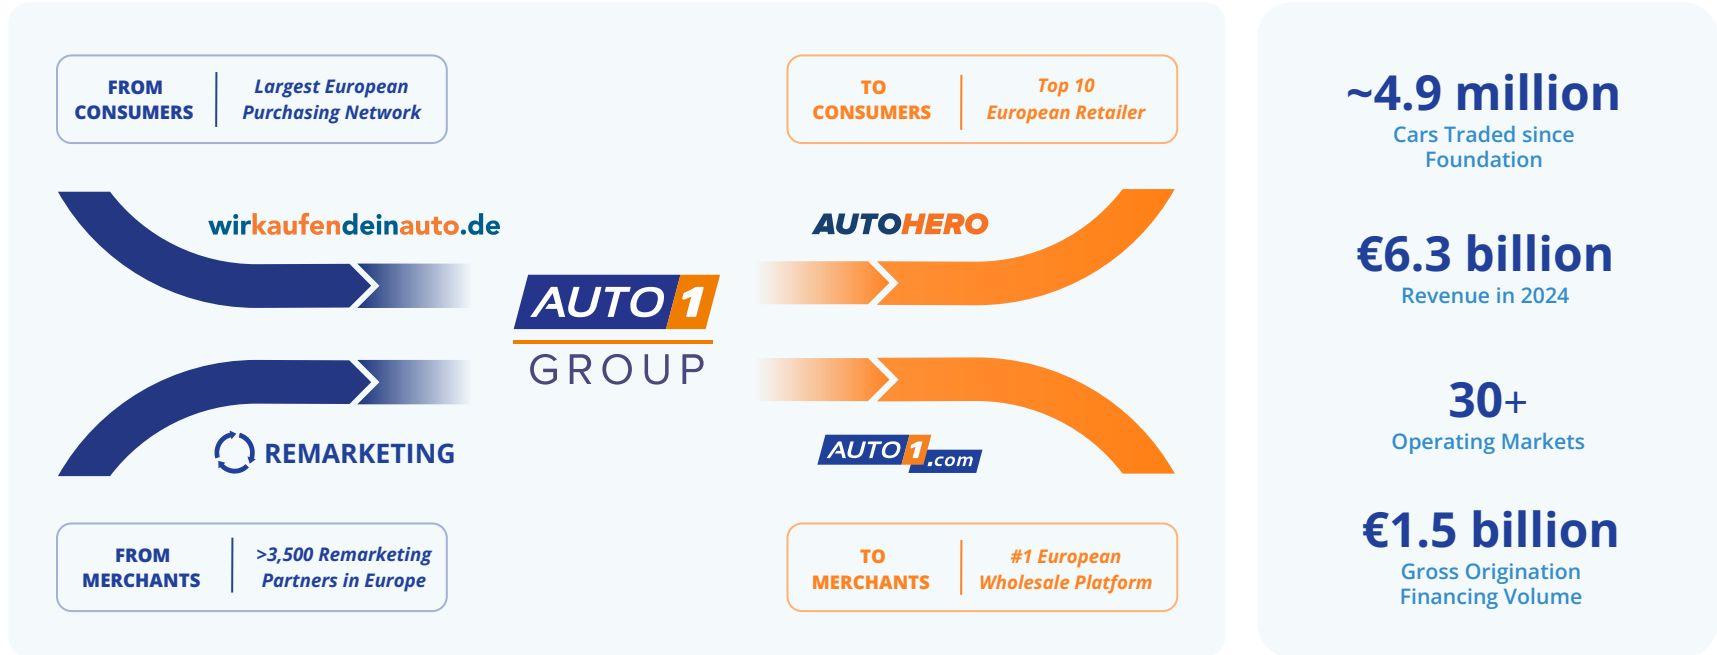 FROM
CONSUMERS
Largest European
Purchasing Network
TO
CONSUMERS
Top 10
European Retailer
wirkaufendeinauto.de
AUTOHERO
AUTO1
GROUP
REMARKETING
AUTO1.com
FROM
MERCHANTS
>3,500 Remarketing
Partners in Europe
TO
MERCHANTS
#1 European
Wholesale Platform
~4.9 million
Cars Traded since
Foundation
€6.3 billion
Revenue in 2024
30+
Operating Markets
€1.5 billion
Gross Origination
Financing Volume